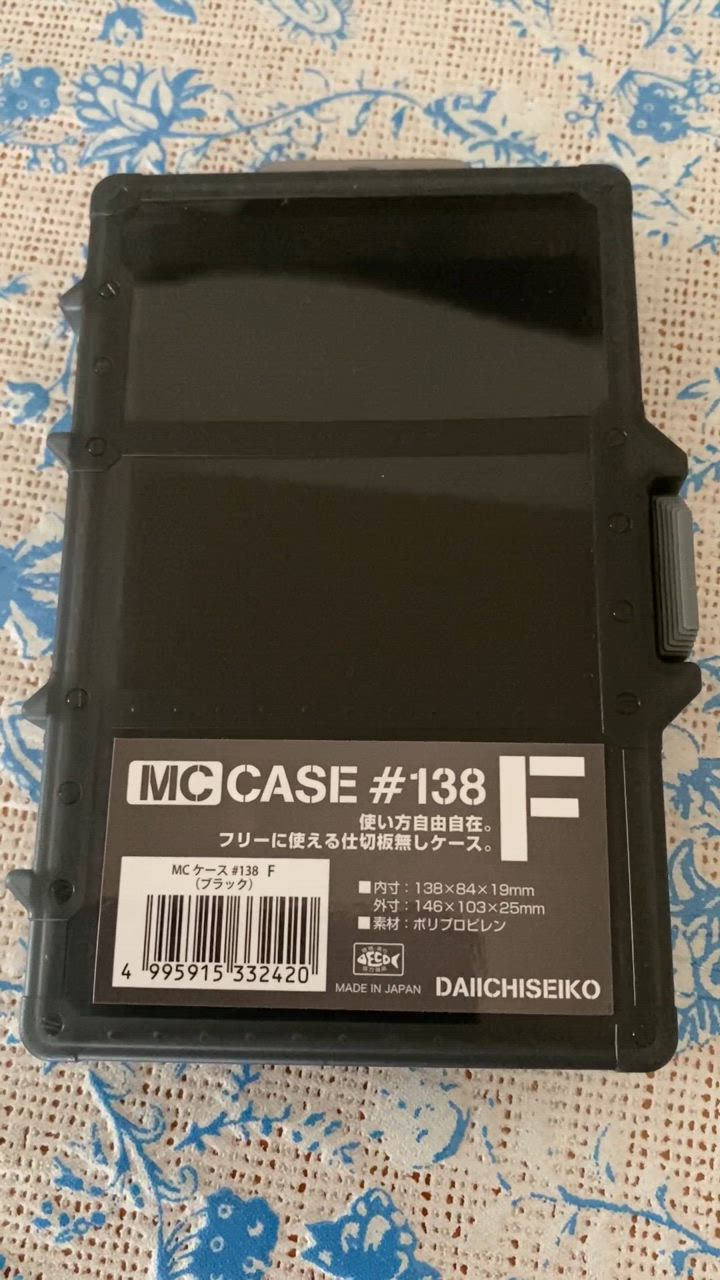 MC CASE #138 F
使い方自由自在。
フリーに使える仕切板無しケース。
MC ケース #138 F
(ブラック)
4 995915 332420
■内寸：138×84×19mm
外寸：146×103×25mm
■素材：ポリプロピレン
MADE IN JAPAN DAIICHISEIKO